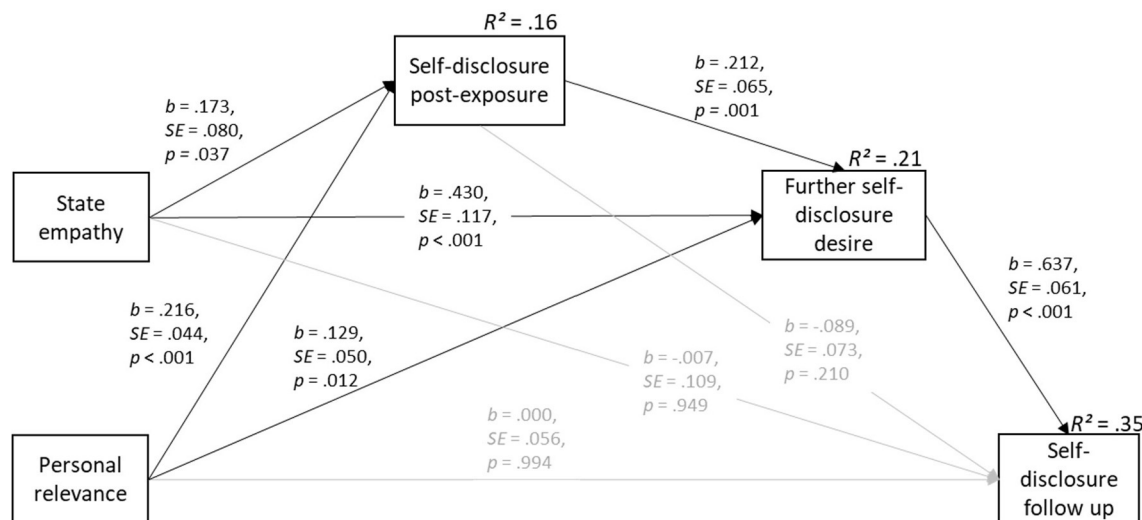 R² = .16
Self-disclosure
post-exposure
b = .212,
SE = .065,
p = .001
b = .173,
SE = .080,
p = .037
R² = .21
Further self-
disclosure
desire
State
empathy
b = .430,
SE = .117,
p < .001
b = .637,
SE = .061,
p < .001
b = .216,
SE = .044,
p < .001
b = .129,
SE = .050,
p = .012
b = -.089,
SE = .073,
p = .210
b = -.007,
SE = .109,
p = .949
b = .000,
SE = .056,
p = .994
R² = .35
Personal
relevance
Self-
disclosure
follow up